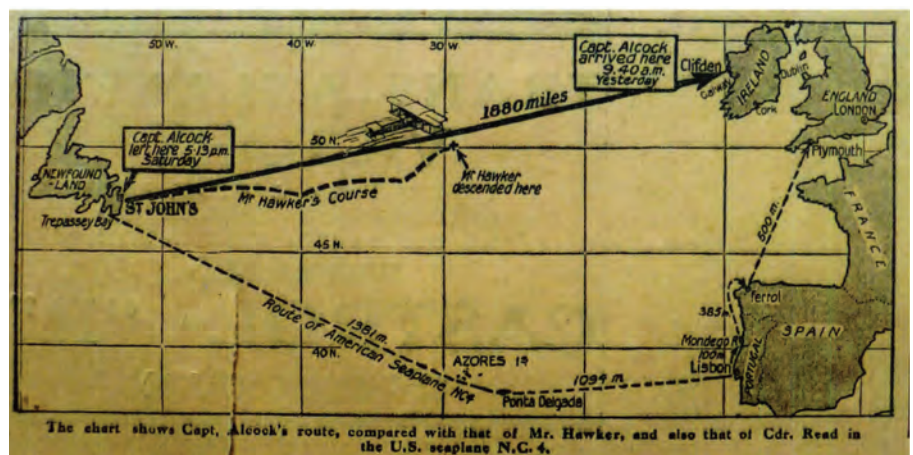 50 W.
40 W.
30 W.
Capt. Alcock
arrived here
9.40 a.m.
Yesterday
Clifden
Galway
IRELAND
Dublin
Cork
ENGLAND
LONDON
Plymouth
1880 miles
50 N.
Capt. Alcock
left here 5.13 p.m.
Saturday
NEWFOUND
-LAND
ST JOHN'S
Trepassey Bay
Mr Hawker's Course
Mr Hawker
descended here
45 N.
500 m.
FRANCE
Ferrol
385 m.
Mondego R.
100 m.
Lisbon
PORTUGAL
SPAIN
1381 m.
Route of American Seaplane NC4
40 N.
AZORES Is
Ponta Delgada
1094 m.
The chart shows Capt. Alcock's route, compared with that of Mr. Hawker, and also that of Cdr. Read in
the U.S. seaplane N.C. 4.